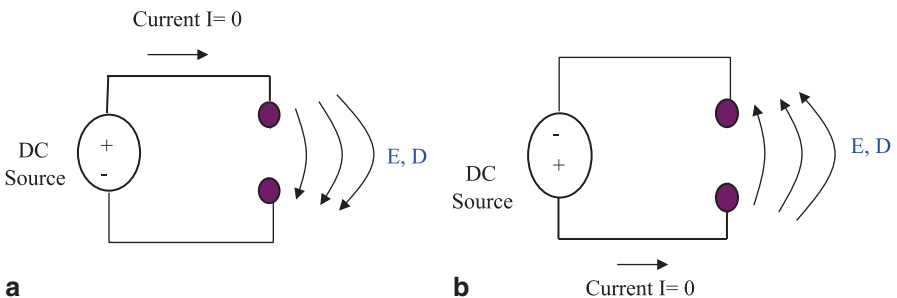 Current I= 0
DC
Source
+
-
E, D
a
-
+
DC
Source
E, D
Current I= 0
b